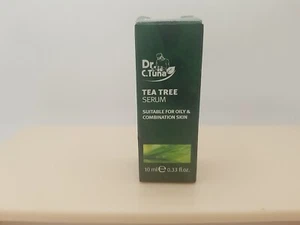 Dr.
C.Tuna
TEA TREE
SERUM
SUITABLE FOR OILY &
COMBINATION SKIN
10 ml e 0.33 fl.oz.